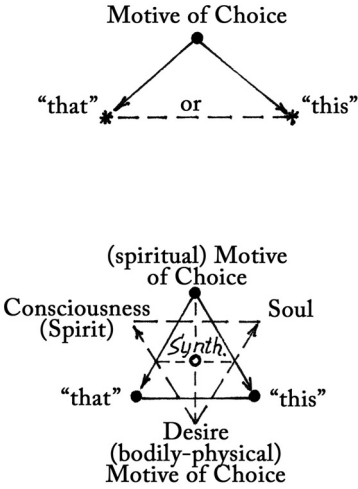 Motive of Choice
“that”
or
“this”
(spiritual) Motive
of Choice
Consciousness
(Spirit)
Soul
Synth.
“that”
“this”
Desire
(bodily-physical)
Motive of Choice